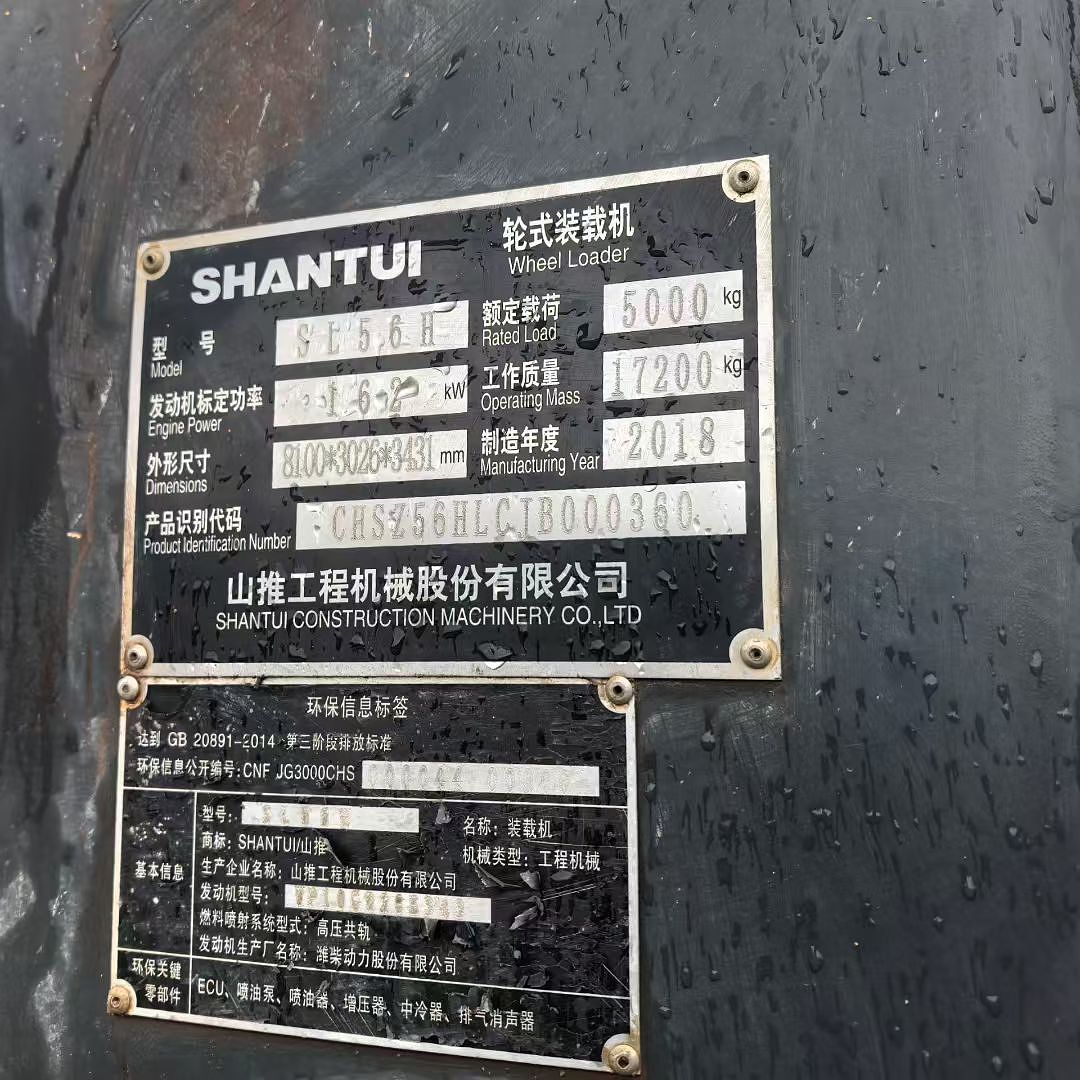 SHANTUI
轮式装载机
Wheel Loader
型 号 SL56H
Model
额定载荷 5000 kg
Rated Load
发动机标定功率 162 kW
Engine Power
工作质量 17200 kg
Operating Mass
外形尺寸 8100*3026*3431 mm
Dimensions
制造年度 2018
Manufacturing Year
产品识别代码 CHSZ56HLCJB000360
Product Identification Number
山推工程机械股份有限公司
SHANTUI CONSTRUCTION MACHINERY CO.,LTD
环保信息标签
达到 GB 20891-2014 第三阶段排放标准
环保信息公开编号:CNF JG3000CHS
基本信息
型号:
名称: 装载机
商标: SHANTUI/山推
机械类型: 工程机械
生产企业名称: 山推工程机械股份有限公司
发动机型号:
燃料喷射系统型式: 高压共轨
发动机生产厂名称: 潍柴动力股份有限公司
环保关键
零部件
ECU、喷油泵、喷油器、增压器、中冷器、排气消声器